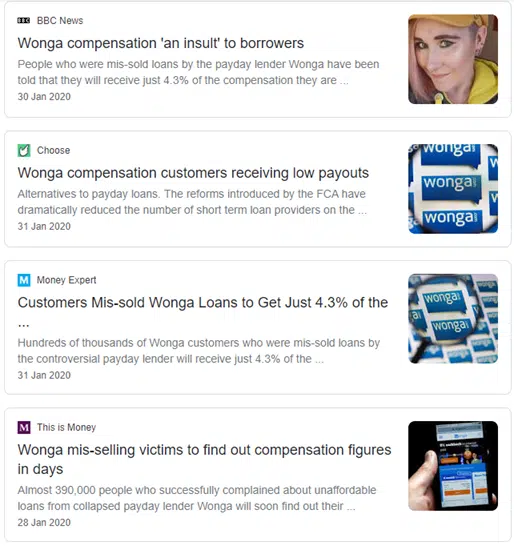 BBC News
Wonga compensation 'an insult' to borrowers
People who were mis-sold loans by the payday lender Wonga have been
told that they will receive just 4.3% of the compensation they are ...
30 Jan 2020
Choose
Wonga compensation customers receiving low payouts
Alternatives to payday loans. The reforms introduced by the FCA have
dramatically reduced the number of short term loan providers on the ...
31 Jan 2020
wonga
wonga
wonga
Money Expert
Customers Mis-sold Wonga Loans to Get Just 4.3% of the
...
Hundreds of thousands of Wonga customers who were mis-sold loans by
the controversial payday lender will receive just 4.3% of the ...
31 Jan 2020
wonga
wonga
This is Money
Wonga mis-selling victims to find out compensation figures
in days
Almost 390,000 people who successfully complained about unaffordable
loans from collapsed payday lender Wonga will soon find out their ...
28 Jan 2020